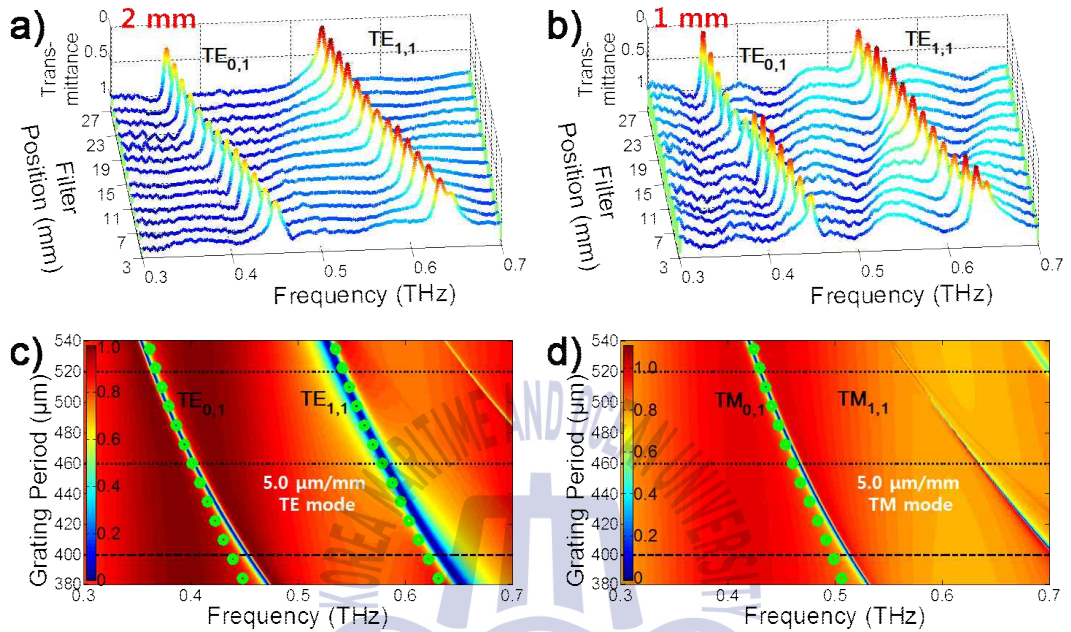 a)
2 mm
TE0,1
TE1,1
Trans-
mittance
0
0.5
1
27
23
19
15
11
7
3
Filter
Position (mm)
0.3
0.4
0.5
0.6
0.7
Frequency (THz)
b)
1 mm
TE0,1
TE1,1
Trans-
mittance
0
0.5
1
27
23
19
15
11
7
3
Filter
Position (mm)
0.3
0.4
0.5
0.6
0.7
Frequency (THz)
c)
Grating Period (μm)
540
520
500
480
460
440
420
400
380
1.0
0.8
0.6
0.4
0.2
0
TE0,1
TE1,1
5.0 μm/mm
TE mode
0.3
0.4
0.5
0.6
0.7
Frequency (THz)
d)
Grating Period (μm)
540
520
500
480
460
440
420
400
380
1.0
0.8
0.6
0.4
0.2
0
TM0,1
TM1,1
5.0 μm/mm
TM mode
0.3
0.4
0.5
0.6
0.7
Frequency (THz)
KOREA MARITIME AND OCEAN UNIVERSITY